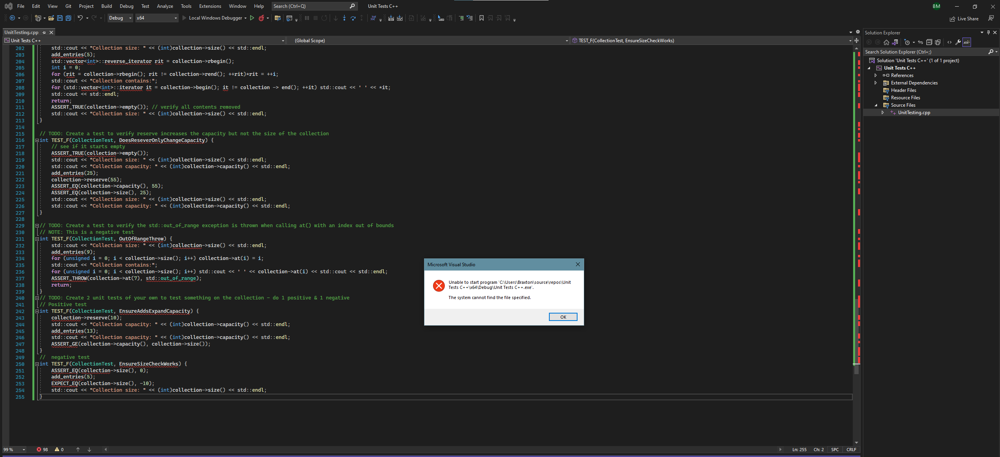 File Edit View Git Project Build Debug Test Analyze Tools Extensions Window Help Search (Ctrl+Q) Unit Tests C++ BM
Debug x64 Local Windows Debugger Live Share
UnitTesting.cpp
Unit Tests C++ (Global Scope) TEST_F(CollectionTest, EnsureSizeCheckWorks)
202 std::cout << "Collection size: " << (int)collection->size() << std::endl;
203 add_entries(5);
204 std::vector<int>::reverse_iterator rit = collection->rbegin();
205 int i = 0;
206 for (rit = collection->rbegin(); rit != collection->rend(); ++rit)*rit = ++i;
207 std::cout << "Collection contains:";
208 for (std::vector<int>::iterator it = collection->begin(); it != collection -> end(); ++it) std::cout << ' ' << *it;
209 std::cout << std::endl;
210 return;
211 ASSERT_TRUE(collection->empty()); // verify all contents removed
212 std::cout << "Collection size: " << (int)collection->size() << std::endl;
213 }
214
215 // TODO: Create a test to verify reserve increases the capacity but not the size of the collection
216 int TEST_F(CollectionTest, DoesReseverOnlyChangeCapacity) {
217 // see if it starts empty
218 ASSERT_TRUE(collection->empty());
219 std::cout << "Collection size: " << (int)collection->size() << std::endl;
220 std::cout << "Collection capacity: " << (int)collection->capacity() << std::endl;
221 add_entries(25);
222 collection->reserve(55);
223 ASSERT_EQ(collection->capacity(), 55);
224 ASSERT_EQ(collection->size(), 25);
225 std::cout << "Collection size: " << (int)collection->size() << std::endl;
226 std::cout << "Collection capacity: " << (int)collection->capacity() << std::endl;
227 }
228
229 // TODO: Create a test to verify the std::out_of_range exception is thrown when calling at() with an index out of bounds
230 // NOTE: This is a negative test
231 int TEST_F(CollectionTest, OutOfRangeThrow) {
232 std::cout << "Collection size: " << (int)collection->size() << std::endl;
233 add_entries(9);
234 for (unsigned i = 0; i < collection->size(); i++) collection->at(i) = i;
235 std::cout << "Collection contains:";
236 for (unsigned i = 0; i < collection->size(); i++) std::cout << ' ' << collection->at(i) << std::cout << std::endl;
237 ASSERT_THROW(collection->at(7), std::out_of_range);
238 return;
239 }
240 // TODO: Create 2 unit tests of your own to test something on the collection - do 1 positive & 1 negative
241 // Positive test
242 int TEST_F(CollectionTest, EnsureAddsExpandCapacity) {
243 collection->reserve(10);
244 std::cout << "Collection capacity: " << (int)collection->capacity() << std::endl;
245 add_entries(13);
246 std::cout << "Collection capacity: " << (int)collection->capacity() << std::endl;
247 ASSERT_GE(collection->capacity(), collection->size());
248 }
249 // negative test
250 int TEST_F(CollectionTest, EnsureSizeCheckWorks) {
251 ASSERT_EQ(collection->size(), 0);
252 add_entries(5);
253 EXPECT_EQ(collection->size(), -10);
254 std::cout << "Collection size: " << (int)collection->size() << std::endl;
255 }
Microsoft Visual Studio
Unable to start program 'C:\Users\Braxton\source\repos\Unit
Tests C++\x64\Debug\Unit Tests C++.exe'.
The system cannot find the file specified.
OK
Solution Explorer
Search Solution Explorer (Ctrl+;)
Solution 'Unit Tests C++' (1 of 1 project)
Unit Tests C++
References
External Dependencies
Header Files
Resource Files
Source Files
UnitTesting.cpp
99 % 98 0 Ln: 255 Ch: 2 SPC CRLF